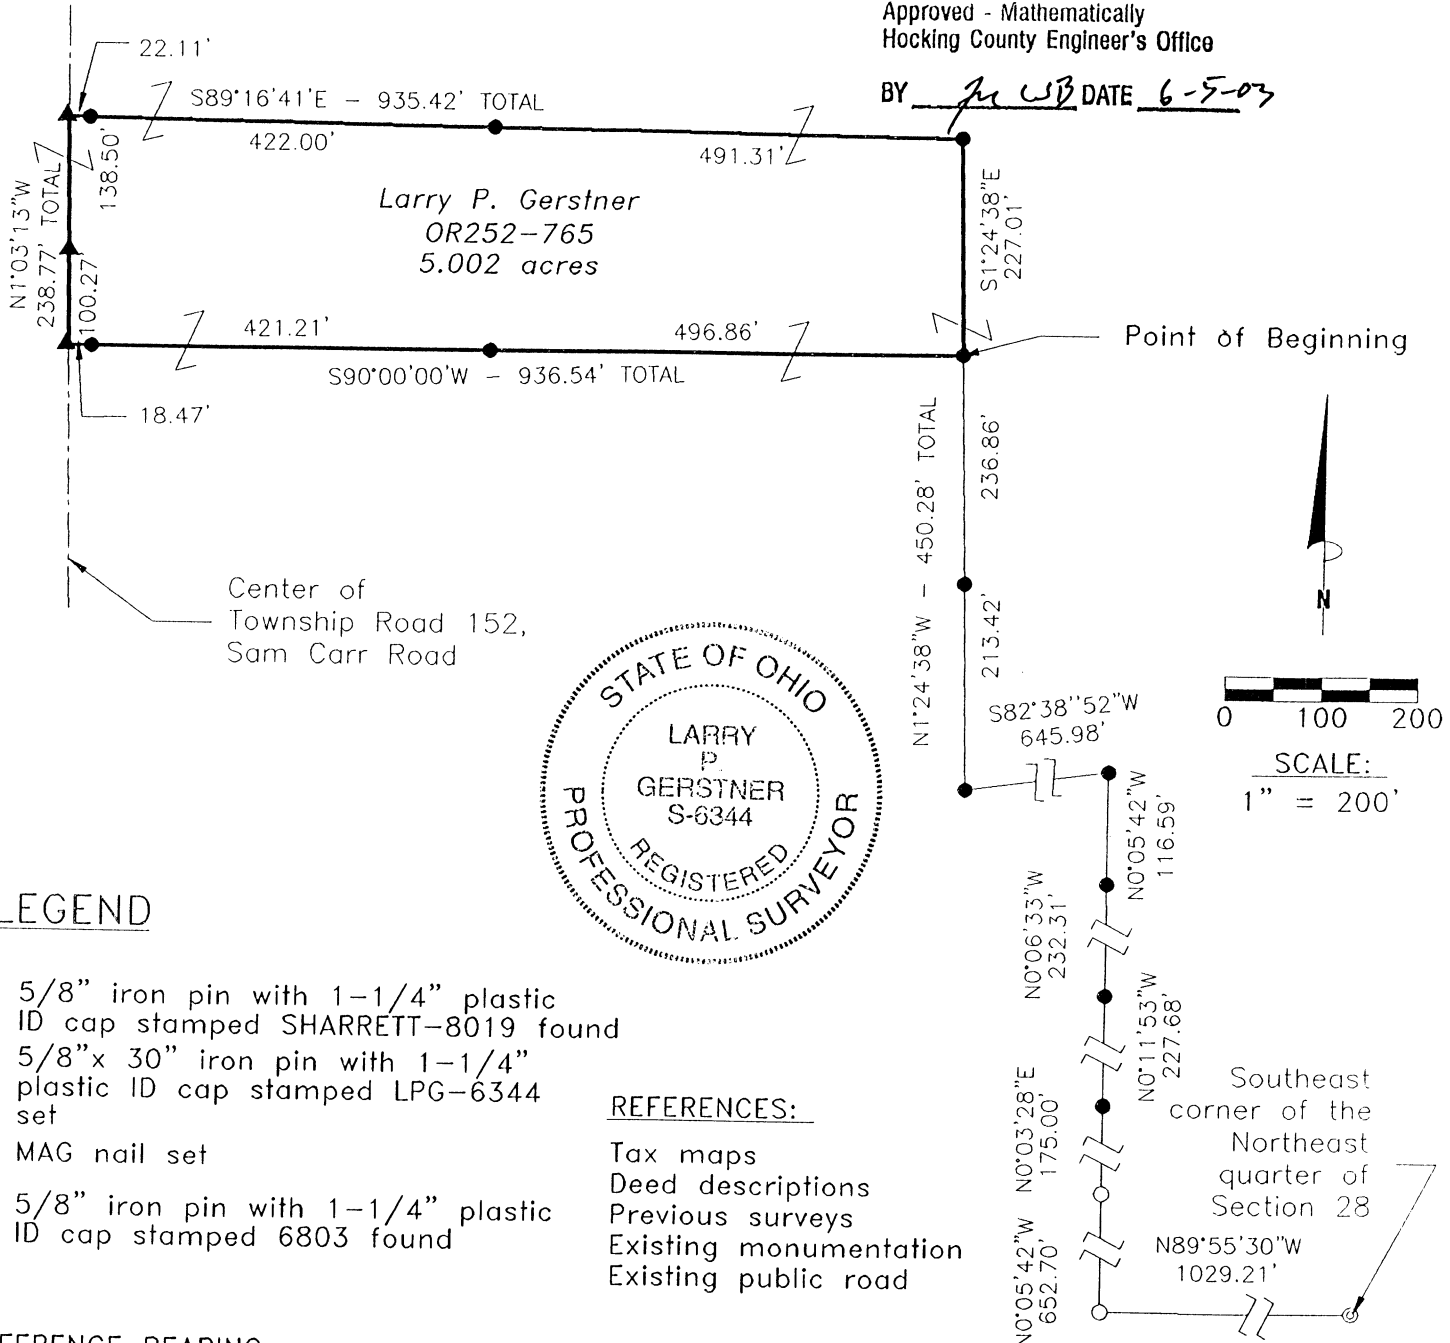 Approved - Mathematically
Hocking County Engineer's Office
BY WB DATE 6-5-03
22.11'
S89°16'41"E - 935.42' TOTAL
422.00'
491.31'
N1°03'13"W
238.77' TOTAL
138.50'
100.27
Larry P. Gerstner
OR252-765
5.002 acres
S1°24'38"E
227.01'
421.21'
496.86'
S90°00'00'W - 936.54' TOTAL
18.47'
Point of Beginning
N1°24'38"W - 450.28' TOTAL
236.86'
213.42'
Center of
Township Road 152,
Sam Carr Road
N
0 100 200
SCALE:
1" = 200'
STATE OF OHIO
LARRY
P.
GERSTNER
S-6344
REGISTERED
PROFESSIONAL SURVEYOR
S82°38''52"W
645.98'
N0°05'42"W
116.59'
N0°06'33"W
232.31'
N0°11'53"W
227.68'
N0°03'28"E
175.00'
N0°05'42"W
652.70'
N89°55'30"W
1029.21'
Southeast
corner of the
Northeast
quarter of
Section 28
LEGEND
5/8" iron pin with 1-1/4" plastic
ID cap stamped SHARRETT-8019 found
5/8"x 30" iron pin with 1-1/4"
plastic ID cap stamped LPG-6344
set
MAG nail set
5/8" iron pin with 1-1/4" plastic
ID cap stamped 6803 found
REFERENCES:
Tax maps
Deed descriptions
Previous surveys
Existing monumentation
Existing public road